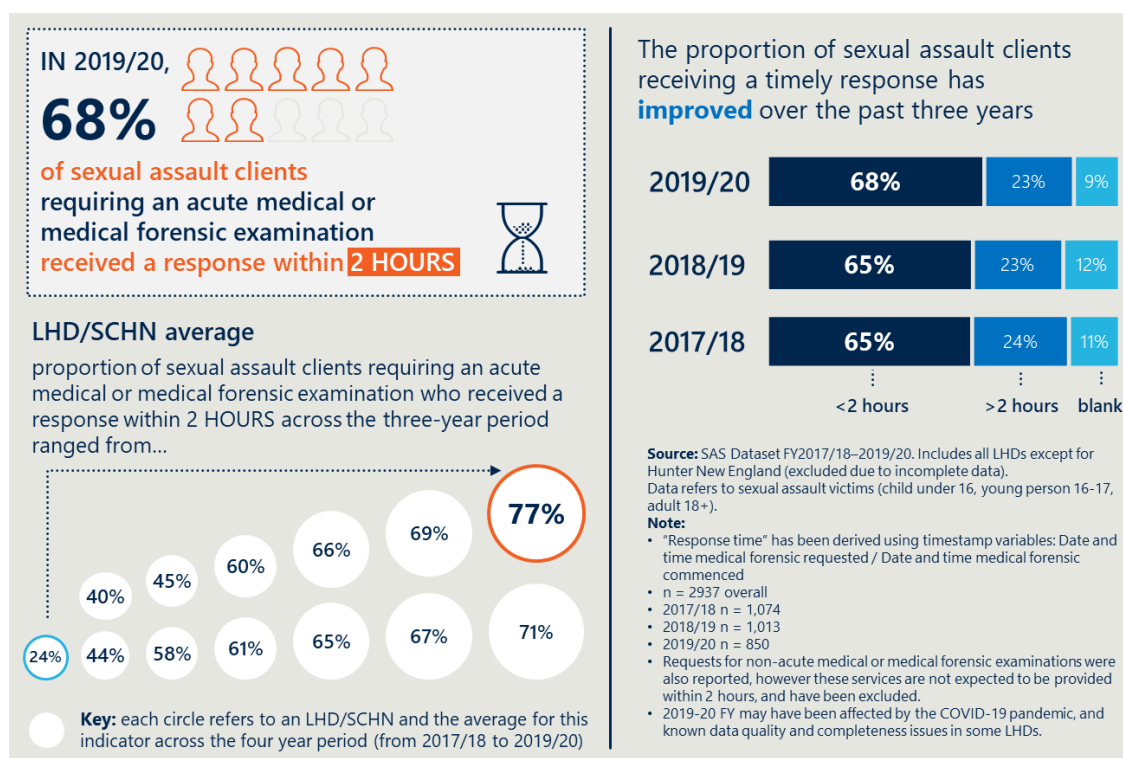 IN 2019/20,
68%
of sexual assault clients
requiring an acute medical or
medical forensic examination
received a response within 2 HOURS
LHD/SCHN average
proportion of sexual assault clients requiring an acute
medical or medical forensic examination who received a
response within 2 HOURS across the three-year period
ranged from...
77%
69%
66%
60%
45%
40%
24%
44%
58%
61%
65%
67%
71%
Key: each circle refers to an LHD/SCHN and the average for this
indicator across the four year period (from 2017/18 to 2019/20)
The proportion of sexual assault clients
receiving a timely response has
improved over the past three years
2019/20 68% 23% 9%
2018/19 65% 23% 12%
2017/18 65% 24% 11%
<2 hours >2 hours blank
Source: SAS Dataset FY2017/18–2019/20. Includes all LHDs except for
Hunter New England (excluded due to incomplete data).
Data refers to sexual assault victims (child under 16, young person 16-17,
adult 18+).
Note:
• "Response time" has been derived using timestamp variables: Date and
time medical forensic requested / Date and time medical forensic
commenced
• n = 2937 overall
• 2017/18 n = 1,074
• 2018/19 n = 1,013
• 2019/20 n = 850
• Requests for non-acute medical or medical forensic examinations were
also reported, however these services are not expected to be provided
within 2 hours, and have been excluded.
• 2019-20 FY may have been affected by the COVID-19 pandemic, and
known data quality and completeness issues in some LHDs.